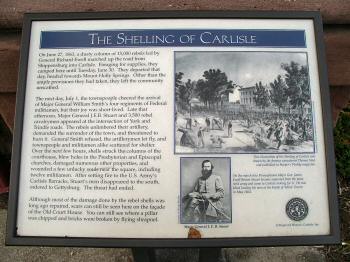 THE SHELLING OF CARLISLE
On June 27, 1863, a dusty column of 15,000 rebels led by
General Richard Ewell marched up the road from
Shippensburg into Carlisle. Foraging for supplies, they
camped here until Tuesday, June 30. They departed that
day, headed towards Mount Holly Springs. Other than the
ample provisions they had taken, they left the community
unscathed.
The next day, July 1, the townspeople cheered the arrival
of Major General William Smith's four regiments of Federal
militiamen, but their joy was short-lived. Late that
afternoon, Major General J.E.B. Stuart and 3,500 rebel
cavalrymen appeared at the intersection of York and
Trindle roads. The rebels unlimbered their artillery,
demanded the surrender of the town, and threatened to
burn it. General Smith refused, the artillerymen let fly, and
townspeople and militiamen alike scattered for shelter.
Over the next few hours, shells struck the columns of the
courthouse, blew holes in the Presbyterian and Episcopal
churches, damaged numerous other properties, and
wounded a few unlucky souls near the square, including
twelve militiamen. After setting fire to the U.S. Army's
Carlisle Barracks, Stuart's men disappeared to the south,
ordered to Gettysburg. The threat had ended.
Although most of the damage done by the rebel shells was
long ago repaired, scars can still be seen here on the façade
of the Old Court House. You can still see where a pillar
was chipped and bricks were broken by flying shrapnel.
Major General J. E. B. Stuart